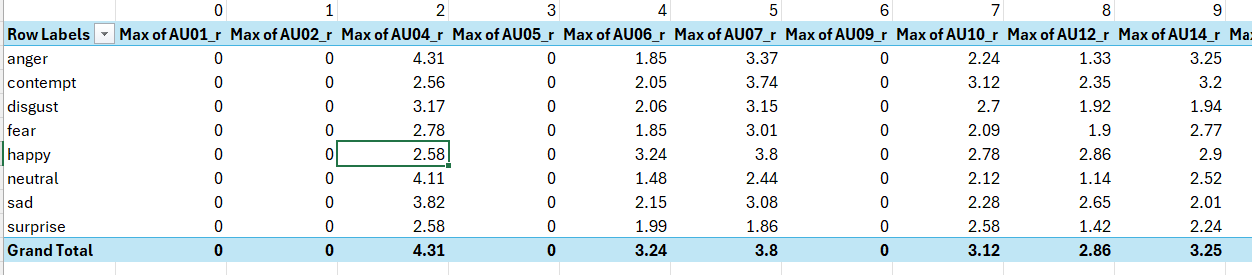 0 1 2 3 4 5 6 7 8 9
Row Labels Max of AU01_r Max of AU02_r Max of AU04_r Max of AU05_r Max of AU06_r Max of AU07_r Max of AU09_r Max of AU10_r Max of AU12_r Max of AU14_r Ma
anger 0 0 4.31 0 1.85 3.37 0 2.24 1.33 3.25
contempt 0 0 2.56 0 2.05 3.74 0 3.12 2.35 3.2
disgust 0 0 3.17 0 2.06 3.15 0 2.7 1.92 1.94
fear 0 0 2.78 0 1.85 3.01 0 2.09 1.9 2.77
happy 0 0 2.58 0 3.24 3.8 0 2.78 2.86 2.9
neutral 0 0 4.11 0 1.48 2.44 0 2.12 1.14 2.52
sad 0 0 3.82 0 2.15 3.08 0 2.28 2.65 2.01
surprise 0 0 2.58 0 1.99 1.86 0 2.58 1.42 2.24
Grand Total 0 0 4.31 0 3.24 3.8 0 3.12 2.86 3.25